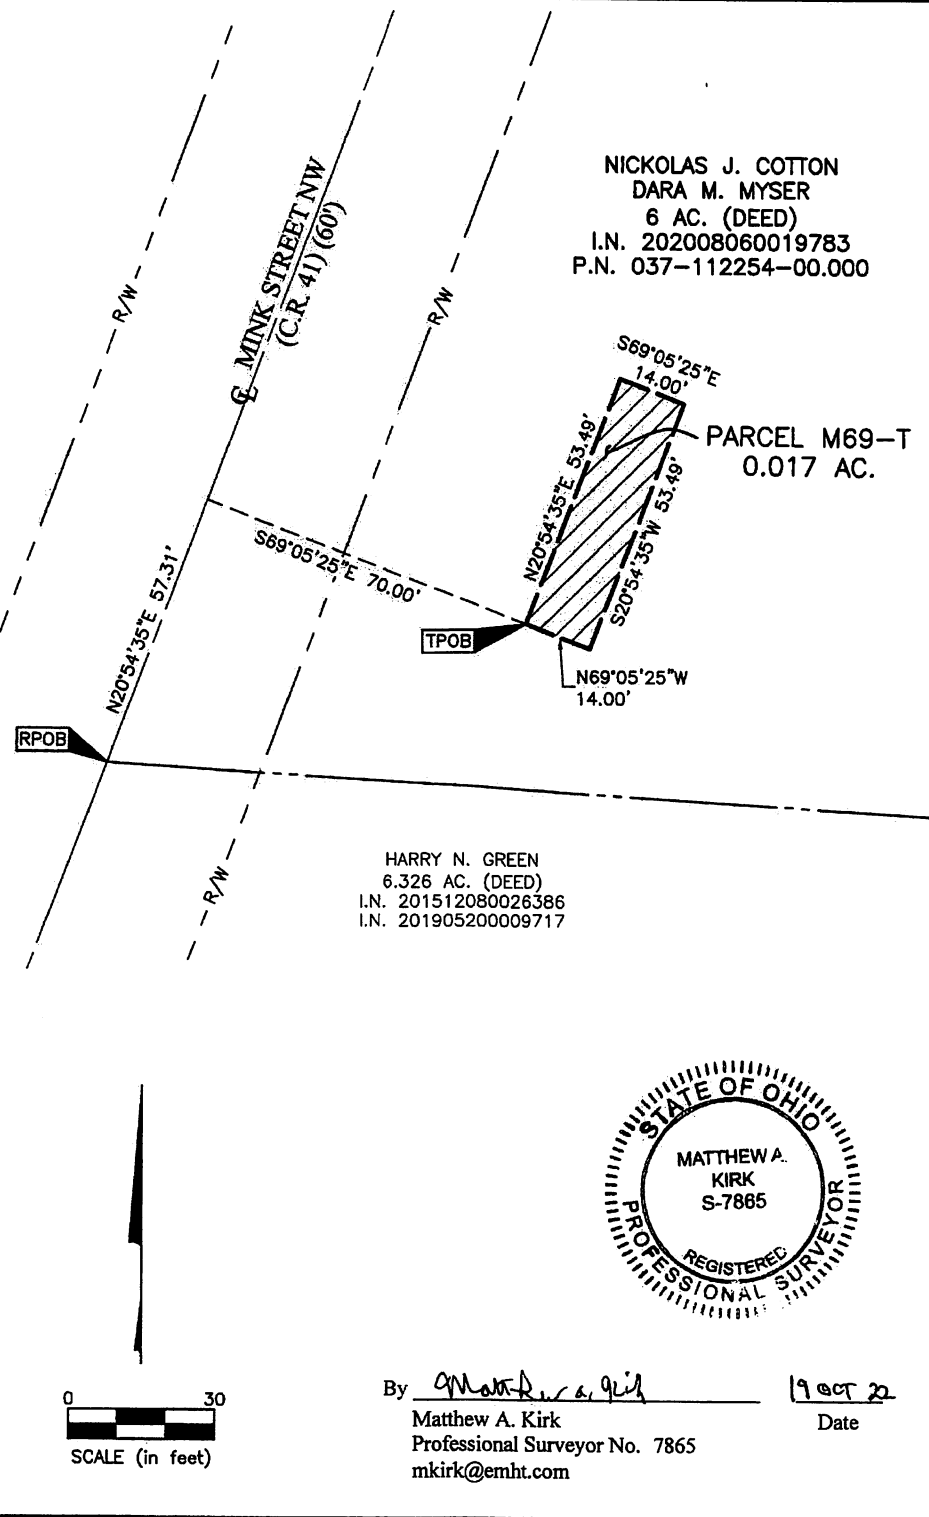 NICKOLAS J. COTTON
DARA M. MYSER
6 AC. (DEED)
I.N. 202008060019783
P.N. 037-112254-00.000
R/W
℄ MINK STREET NW
(C.R. 41) (60')
R/W
S69°05'25"E
14.00'
PARCEL M69-T
0.017 AC.
N20°54'35"E 53.49'
S20°54'35"W 53.49'
S69°05'25"E 70.00'
N20°54'35"E 57.31'
TPOB
N69°05'25"W
14.00'
RPOB
R/W
HARRY N. GREEN
6.326 AC. (DEED)
I.N. 201512080026386
I.N. 201905200009717
STATE OF OHIO
MATTHEW A.
KIRK
S-7865
REGISTERED
PROFESSIONAL SURVEYOR
0 30
SCALE (in feet)
By Matthew A. Kirk 19 OCT 22
Matthew A. Kirk Date
Professional Surveyor No. 7865
mkirk@emht.com